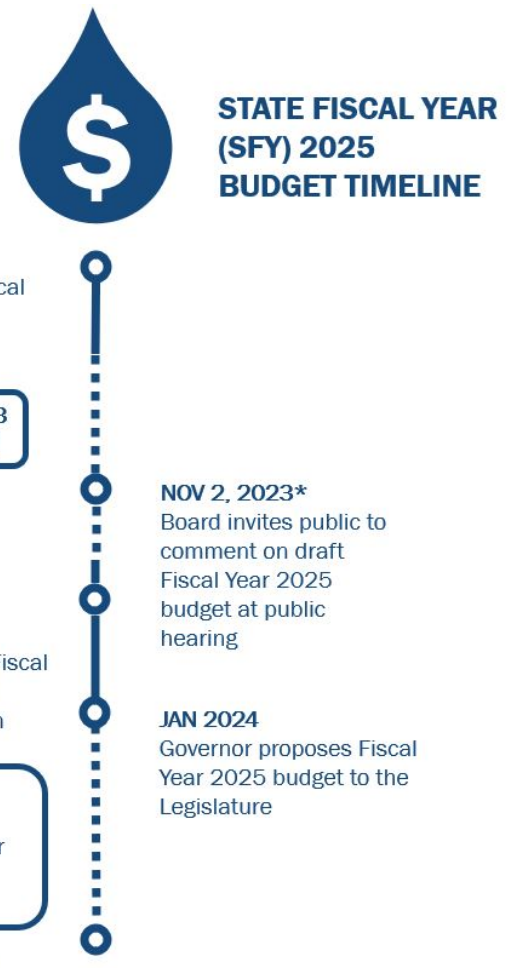 $
STATE FISCAL YEAR
(SFY) 2025
BUDGET TIMELINE
NOV 2, 2023*
Board invites public to
comment on draft
Fiscal Year 2025
budget at public
hearing
JAN 2024
Governor proposes Fiscal
Year 2025 budget to the
Legislature